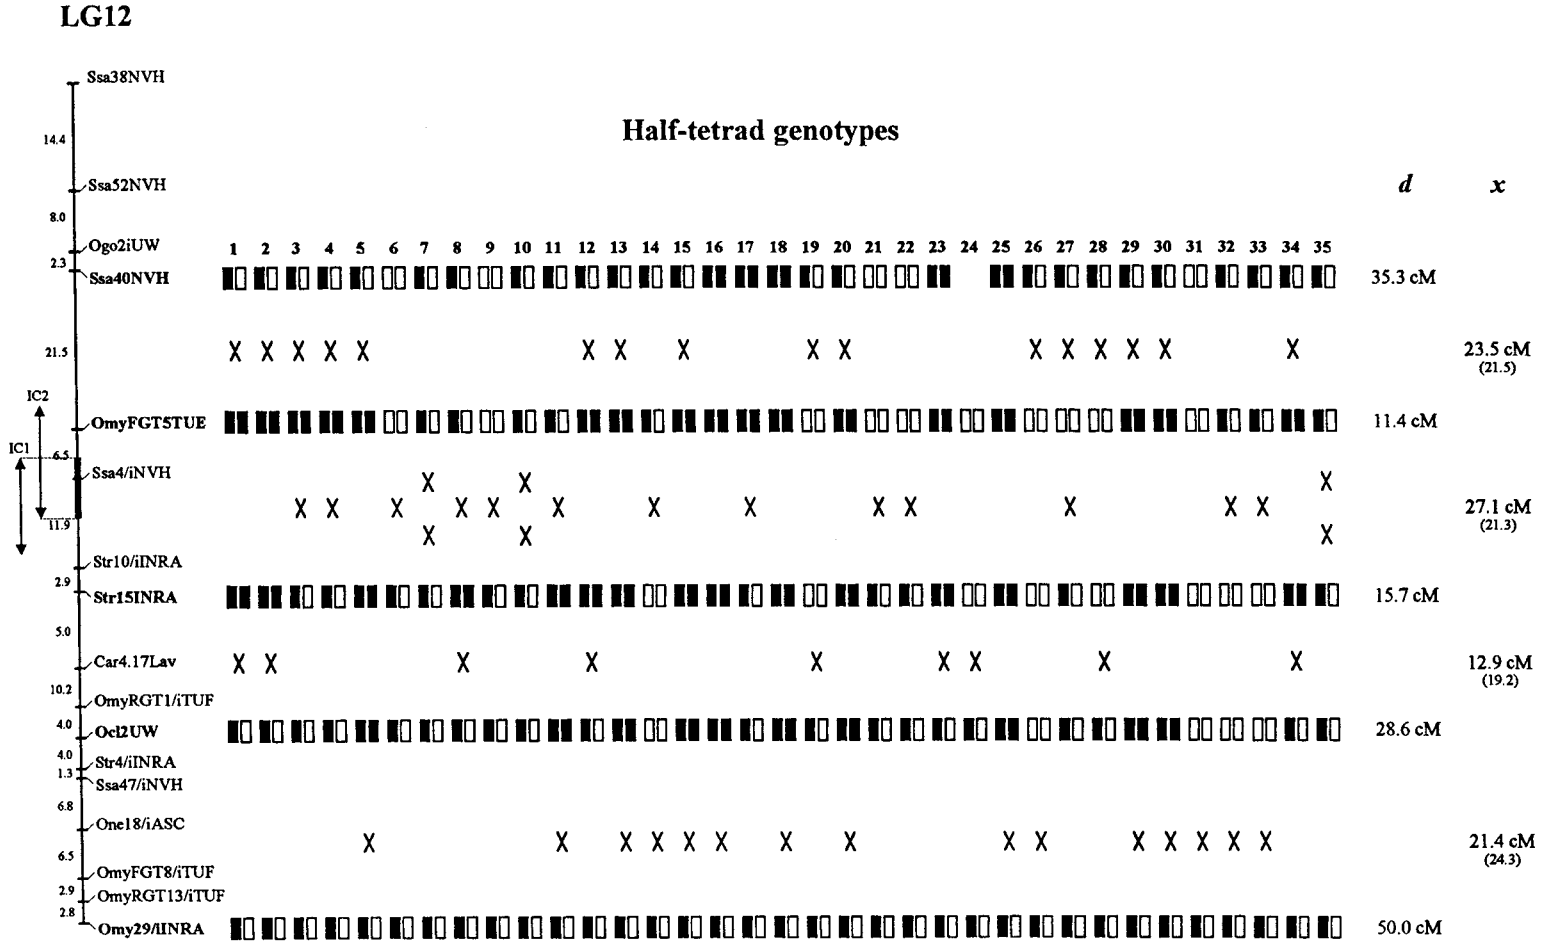 LG12
Ssa38NVH
14.4
Half-tetrad genotypes
Ssa52NVH
d x
8.0
Ogo2iUW
1 2 3 4 5 6 7 8 9 10 11 12 13 14 15 16 17 18 19 20 21 22 23 24 25 26 27 28 29 30 31 32 33 34 35
2.3
Ssa40NVH 35.3 cM
X X X X X X X X X X X X X X X X
21.5
23.5 cM
(21.5)
IC2
OmyFGT5TUE 11.4 cM
IC1
6.5
Ssa4/iNVH
X X X
X X X X X X X X X X X X X
27.1 cM
(21.3)
11.9
X X X
Str10/iINRA
2.9
Str15INRA 15.7 cM
5.0
Car4.17Lav
X X X X X X X X X
12.9 cM
(19.2)
10.2
OmyRGT1/iTUF
4.0
Ocl2UW 28.6 cM
4.0
Str4/iINRA
1.3
Ssa47/iNVH
6.8
One18/iASC
X X X X X X X X X X X X X X X
21.4 cM
(24.3)
6.5
OmyFGT8/iTUF
2.9
OmyRGT13/iTUF
2.8
Omy29/iINRA 50.0 cM